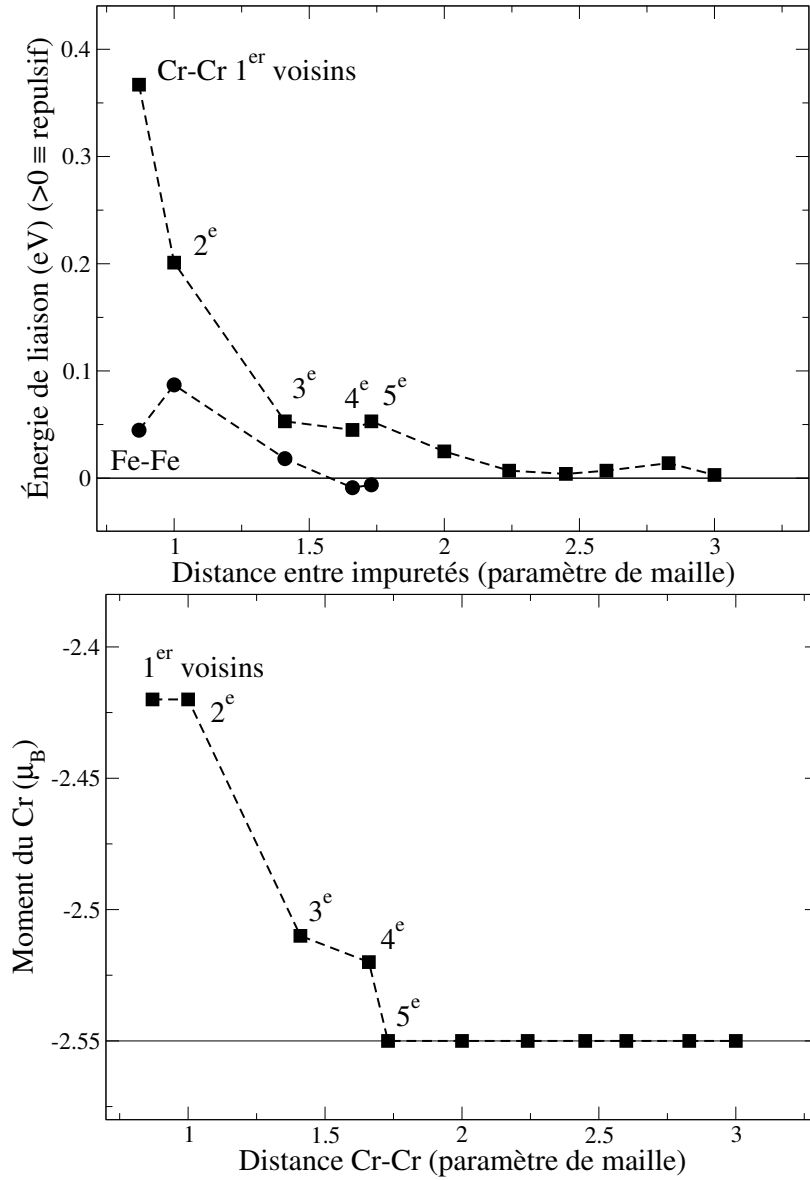 Énergie de liaison (eV) (>0 ≡ repulsif)
0.4
0.3
0.2
0.1
0
Cr-Cr 1er voisins
2e
3e
4e
5e
Fe-Fe
1 1.5 2 2.5 3
Distance entre impuretés (paramètre de maille)
Moment du Cr (μB)
-2.4
-2.45
-2.5
-2.55
1er voisins
2e
3e
4e
5e
1 1.5 2 2.5 3
Distance Cr-Cr (paramètre de maille)